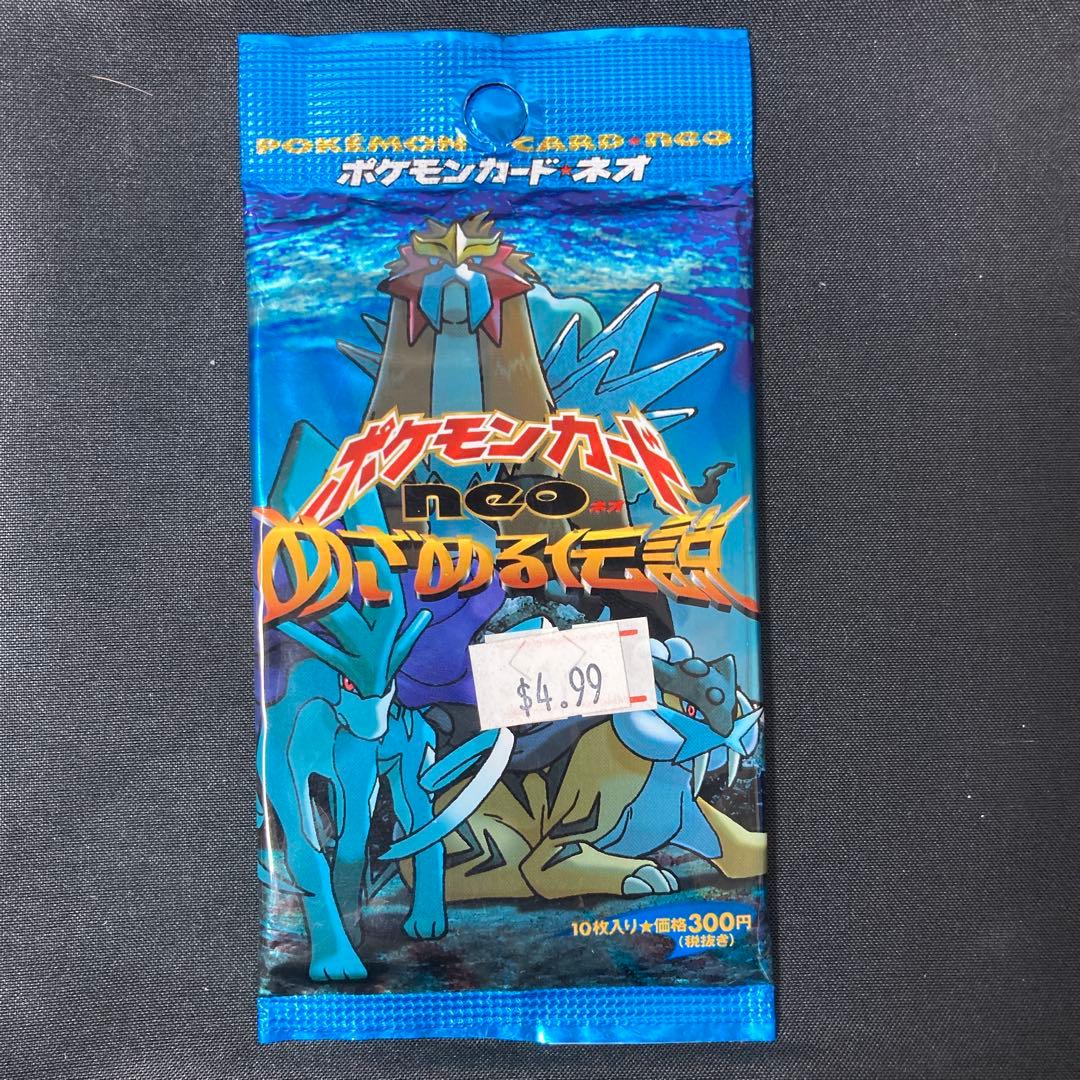 POKÉMON CARD★neo
ポケモンカード★ネオ
ポケモンカード
neo ネオ
めざめる伝説
$4.99
10枚入り★価格300円
(税抜き)